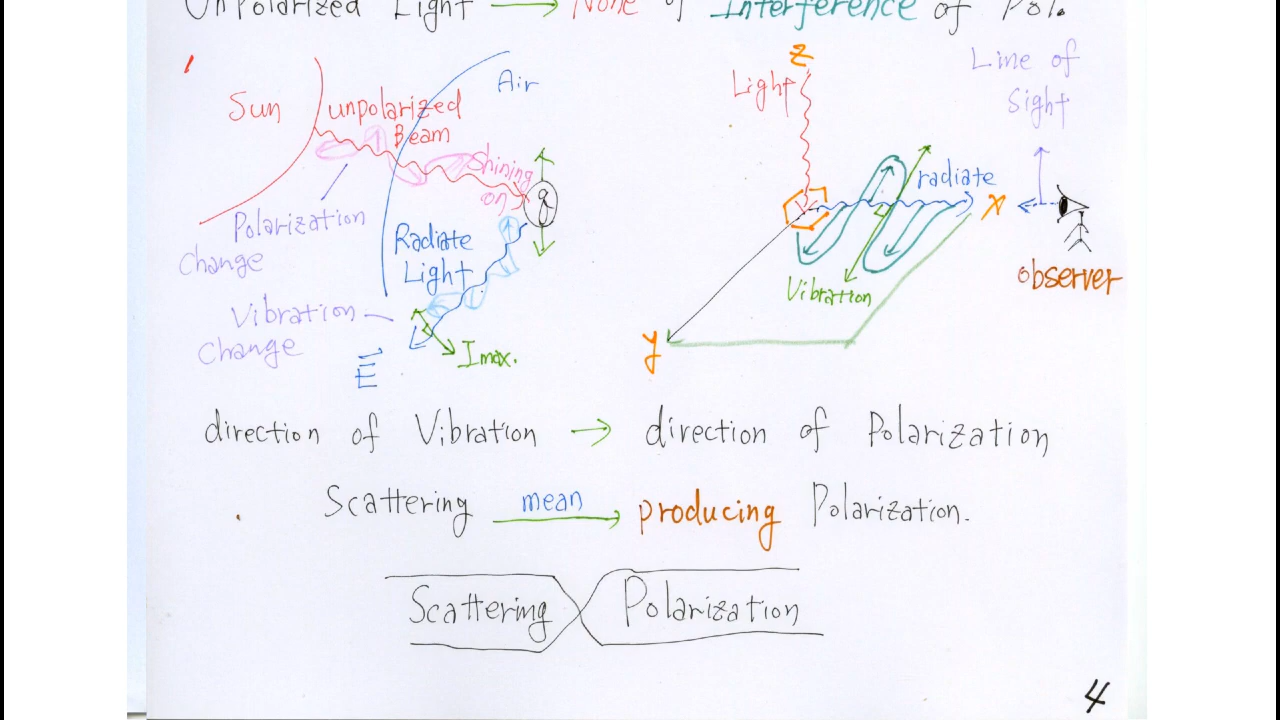 Unpolarized Light → None of Interference of Pol.
Sun
unpolarized
Beam
Air
Shining
on
q
Polarization
change
Radiate
Light
Vibration
change
E
I max.
z
Light
radiate
x
Vibration
y
Line of
Sight
observer
direction of Vibration → direction of Polarization
Scattering mean → producing Polarization.
Scattering Polarization
4